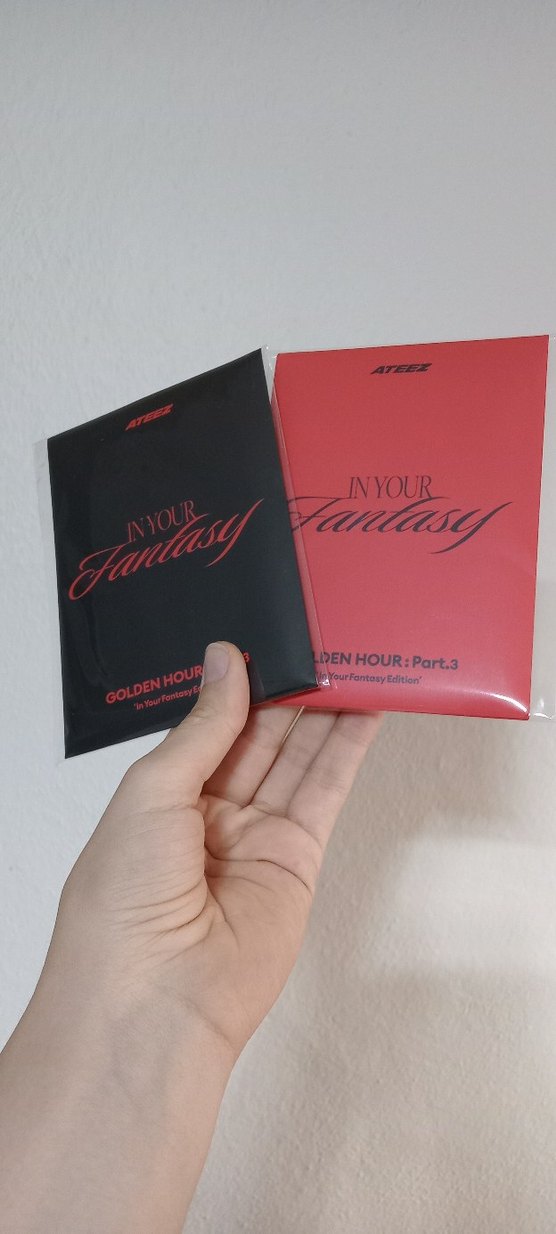 ATEEZ
IN YOUR
Fantasy
GOLDEN HOUR
'In Your Fantasy
ATEEZ
IN YOUR
Fantasy
HOUR : Part.3
In Your Fantasy Edition'